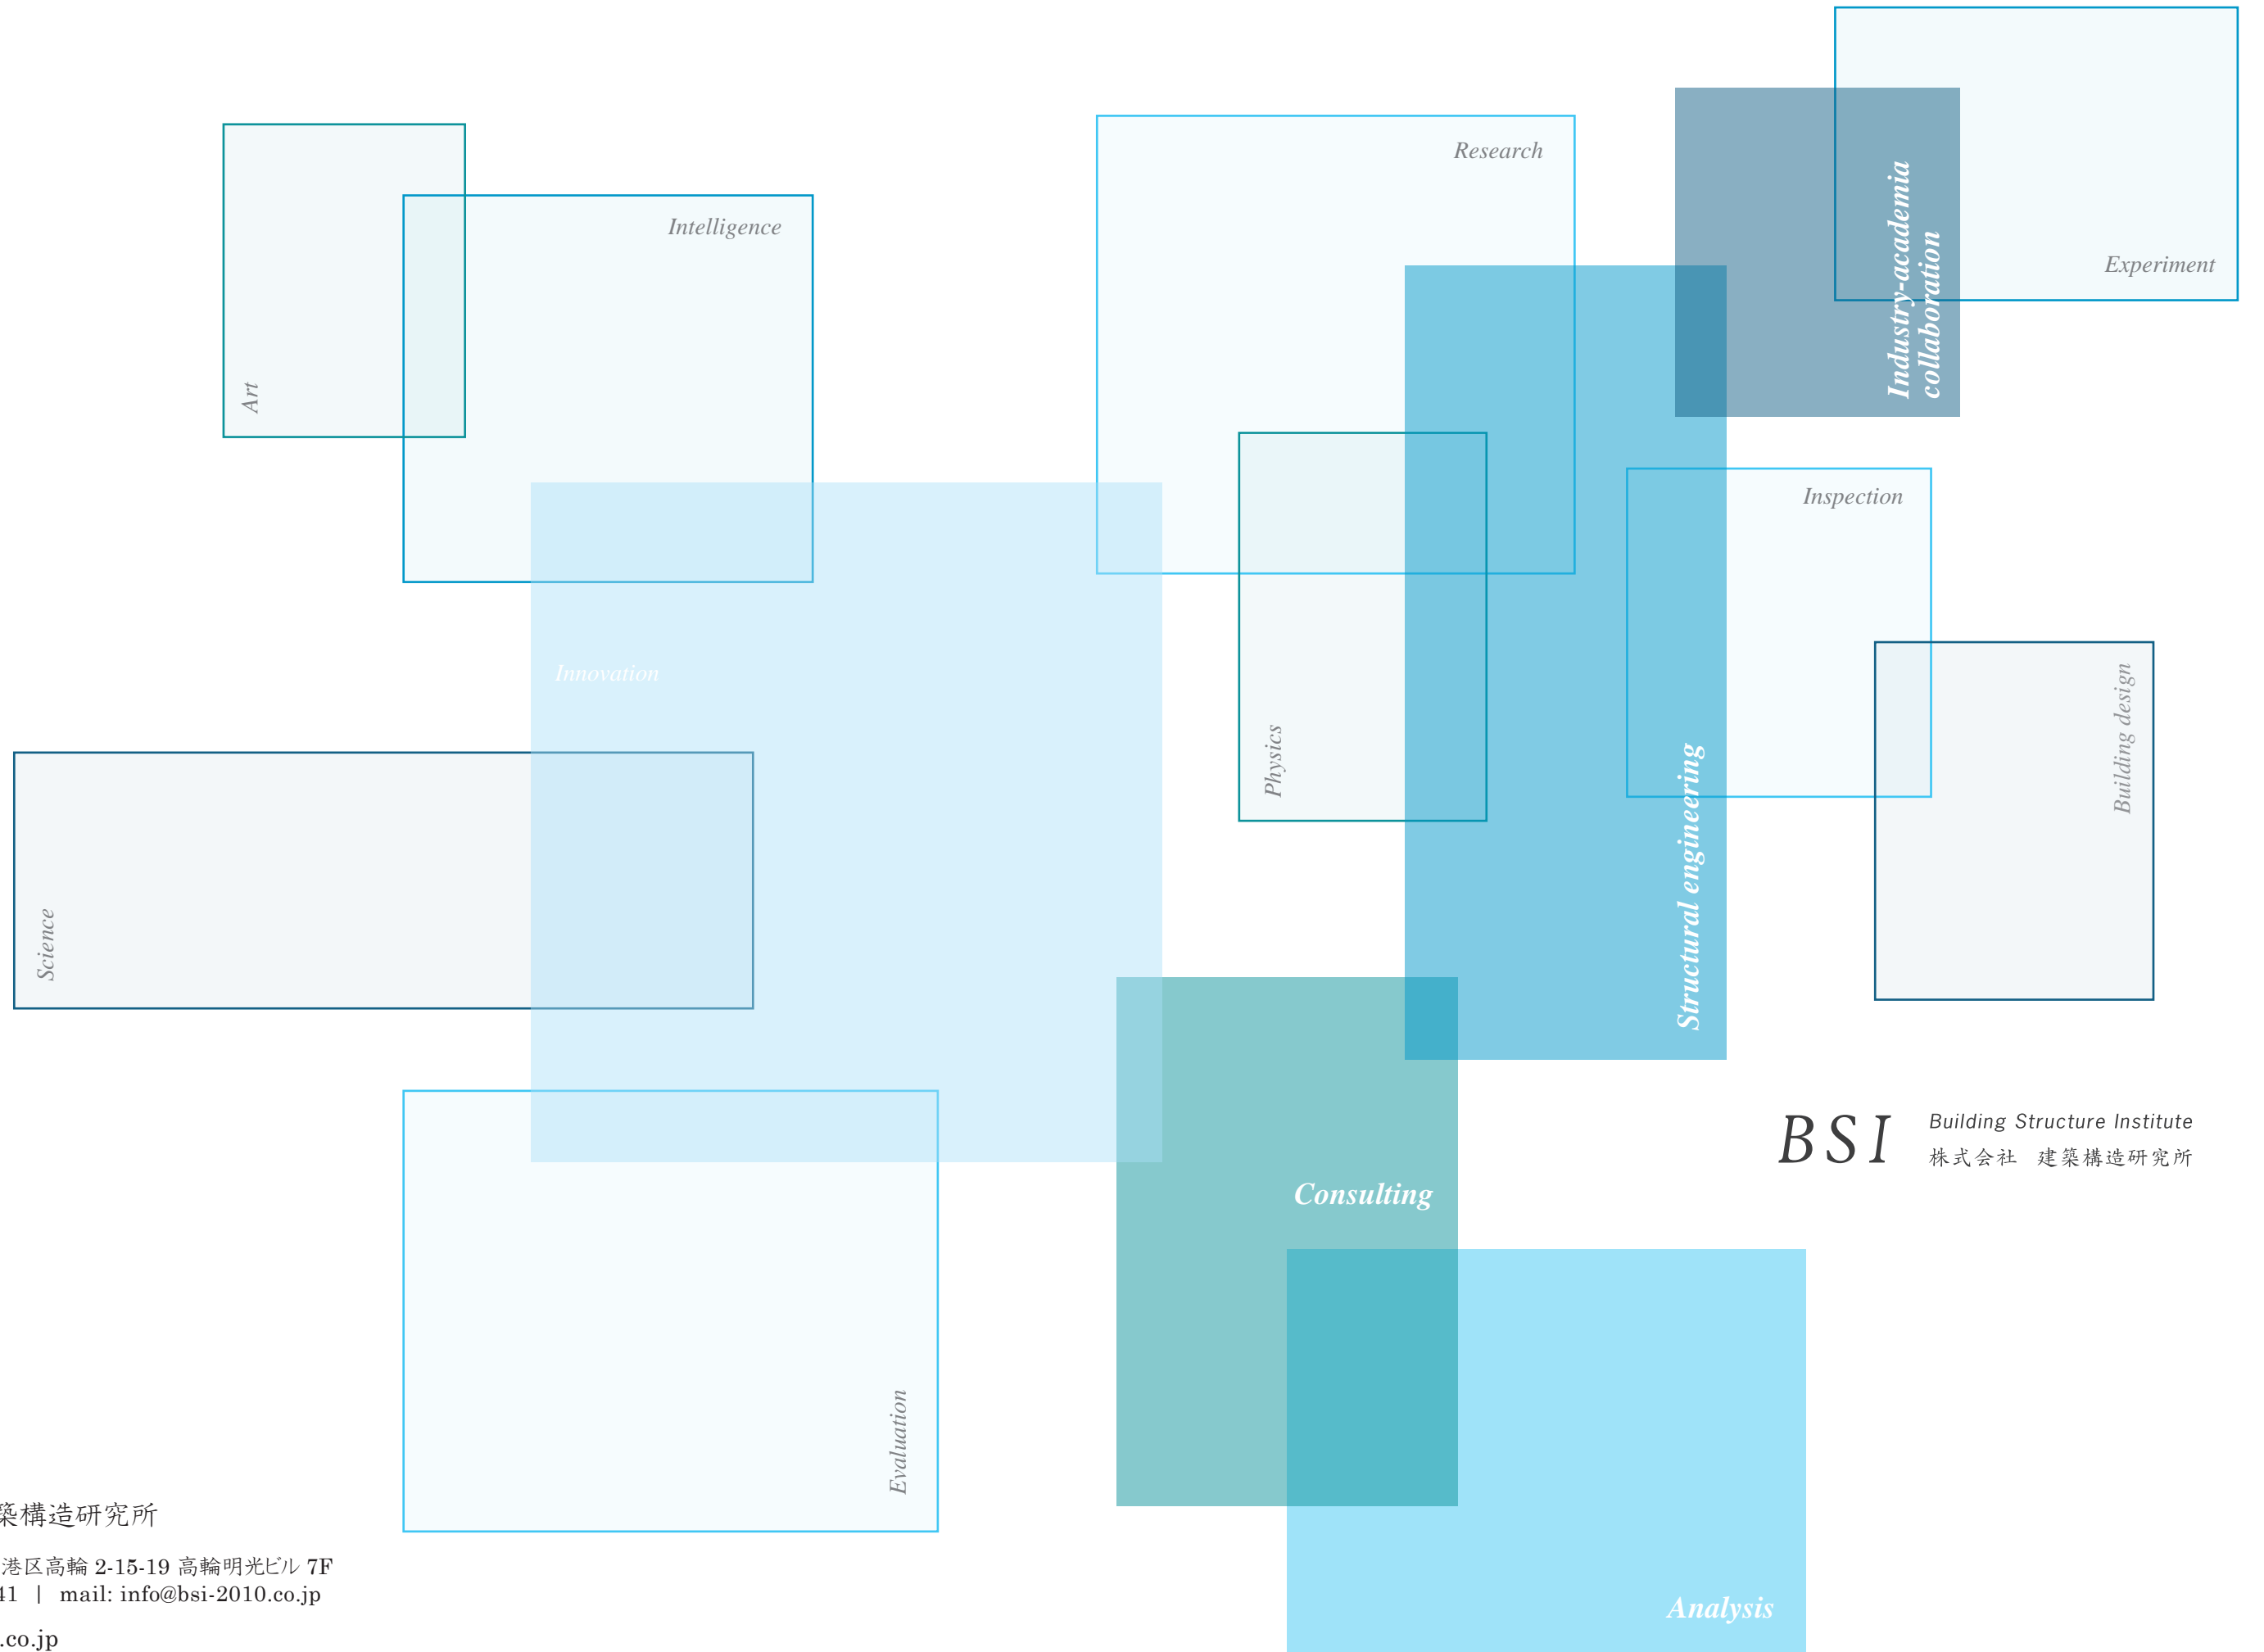 Research
Industry-academia
collaboration
Experiment
Intelligence
Art
Inspection
Innovation
Building design
Physics
Structural engineering
Science
BSI
Building Structure Institute
株式会社 建築構造研究所
Consulting
Evaluation
築構造研究所
港区高輪 2-15-19 高輪明光ビル 7F
41 | mail: info@bsi-2010.co.jp
.co.jp
Analysis